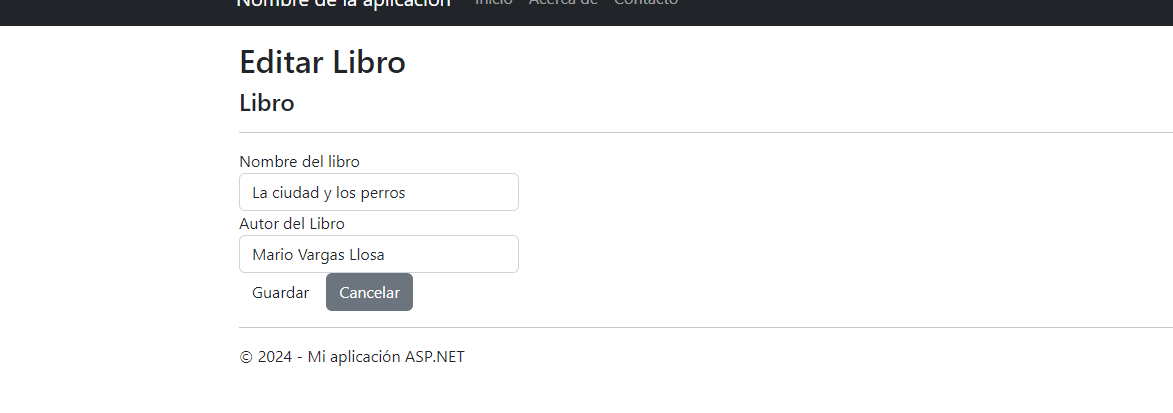 Nombre de la aplicación Inicio Acerca de Contacto
Editar Libro
Libro
Nombre del libro
La ciudad y los perros
Autor del Libro
Mario Vargas Llosa
Guardar Cancelar
© 2024 - Mi aplicación ASP.NET